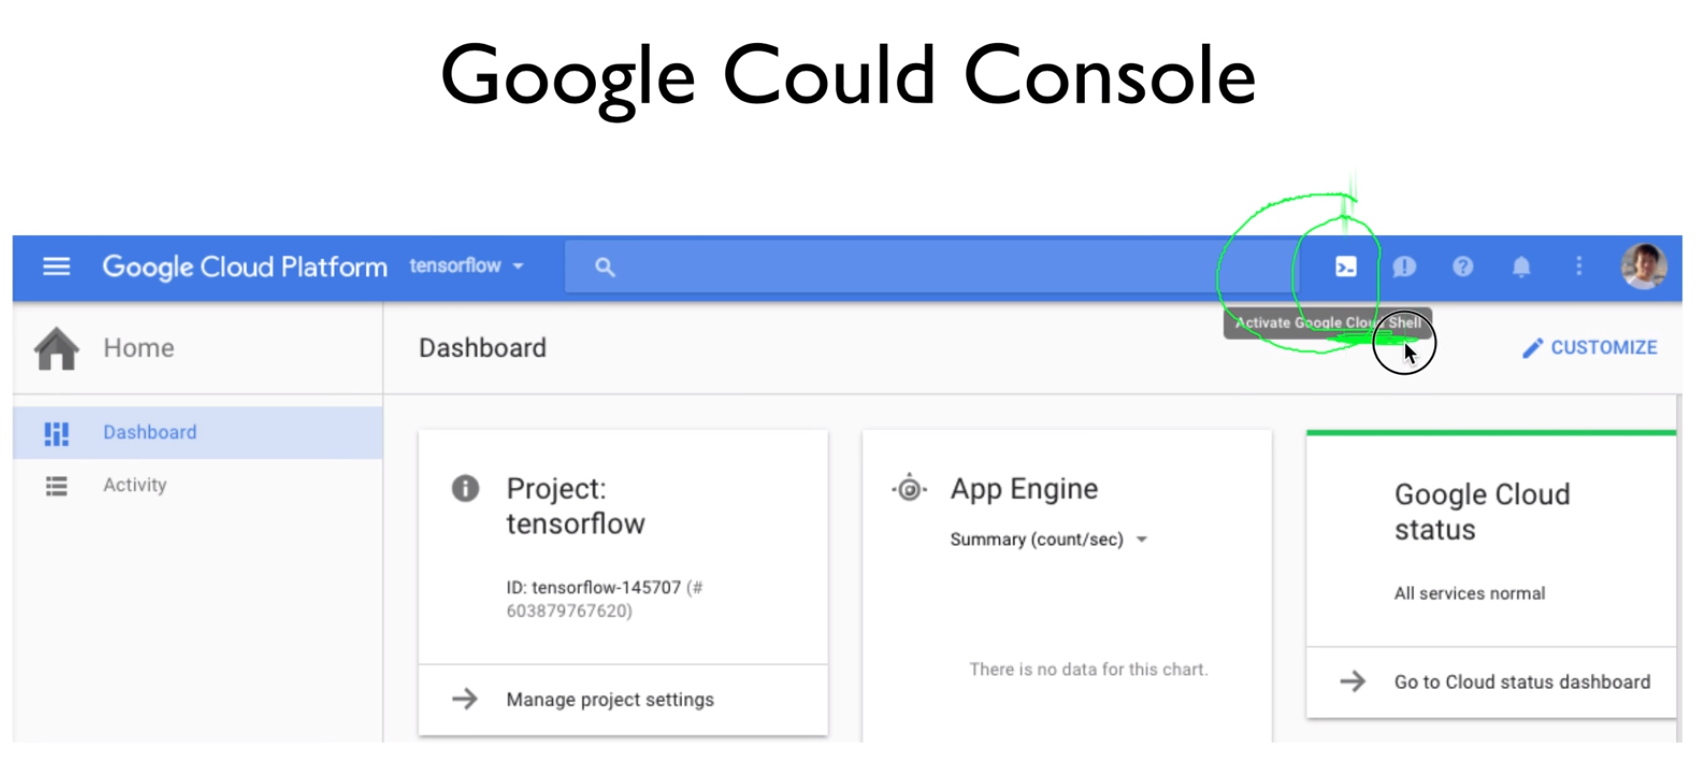 Google Could Console
Google Cloud Platform tensorflow
Activate Google Cloud Shell
Home
Dashboard
CUSTOMIZE
Dashboard
Activity
Project:
tensorflow
ID: tensorflow-145707 (#
603879767620)
Manage project settings
App Engine
Summary (count/sec)
There is no data for this chart.
Google Cloud
status
All services normal
Go to Cloud status dashboard